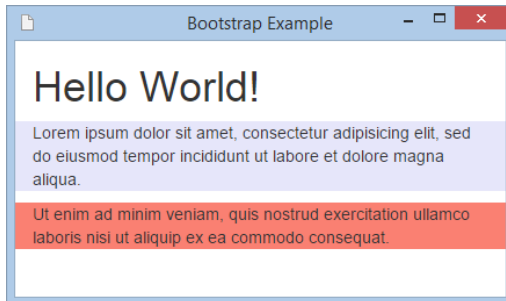 Bootstrap Example
Hello World!
Lorem ipsum dolor sit amet, consectetur adipisicing elit, sed
do eiusmod tempor incididunt ut labore et dolore magna
aliqua.
Ut enim ad minim veniam, quis nostrud exercitation ullamco
laboris nisi ut aliquip ex ea commodo consequat.